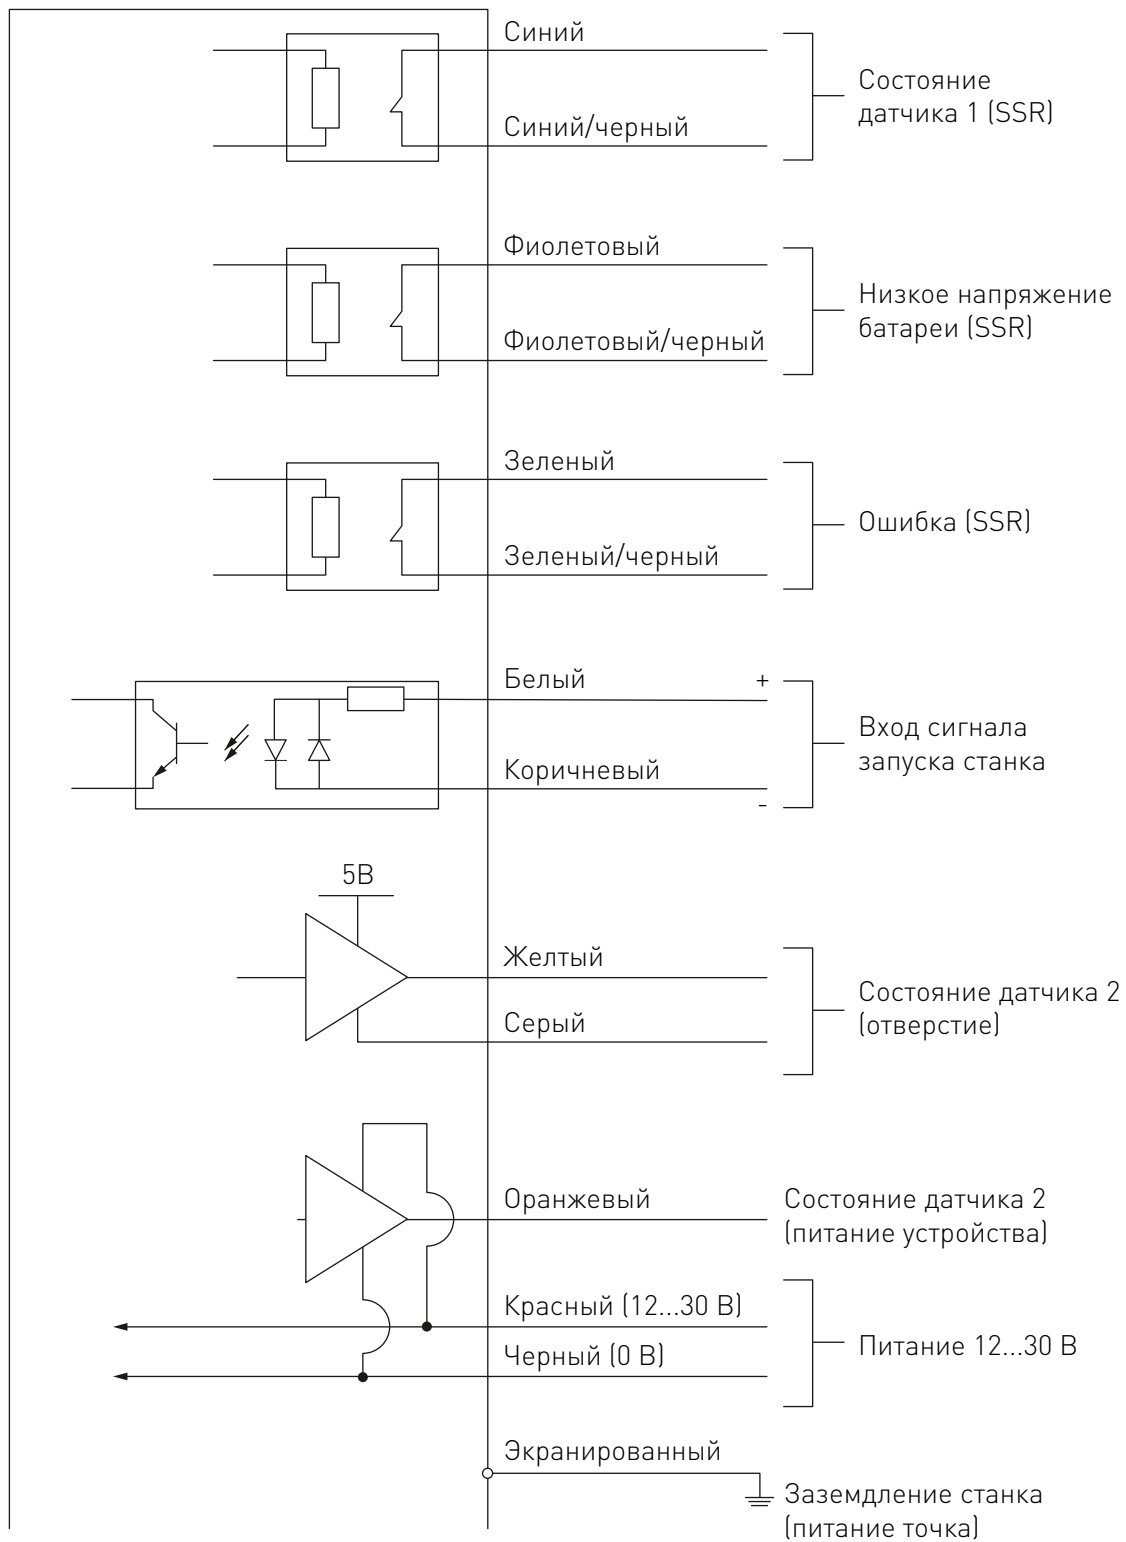 Синий
Состояние
датчика 1 (SSR)
Синий/черный
Фиолетовый
Низкое напряжение
батареи (SSR)
Фиолетовый/черный
Зеленый
Ошибка (SSR)
Зеленый/черный
Белый
+
Вход сигнала
запуска станка
Коричневый
-
5В
Желтый
Состояние датчика 2
(отверстие)
Серый
Оранжевый
Состояние датчика 2
(питание устройства)
Красный (12...30 В)
Питание 12...30 В
Черный (0 В)
Экранированный
Заземдление станка
(питание точка)